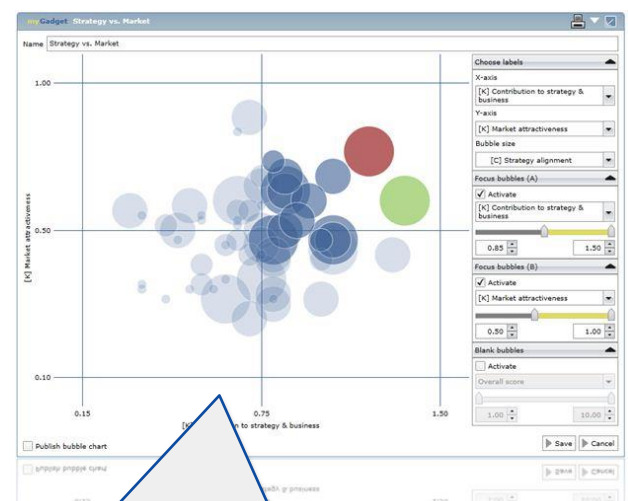 myGadget Strategy vs. Market
Name Strategy vs. Market
Choose labels
X-axis
[K] Contribution to strategy &
business
Y-axis
[K] Market attractiveness
Bubble size
[C] Strategy alignment
Focus bubbles (A)
Activate
[K] Contribution to strategy &
business
0.85 1.50
Focus bubbles (B)
Activate
[K] Market attractiveness
0.50 1.00
Blank bubbles
Activate
Overall score
1.00 10.00
1.00
0.50
0.10
[K] Market attractiveness
0.15 0.75 1.50
n to strategy & business
Publish bubble chart
Save Cancel